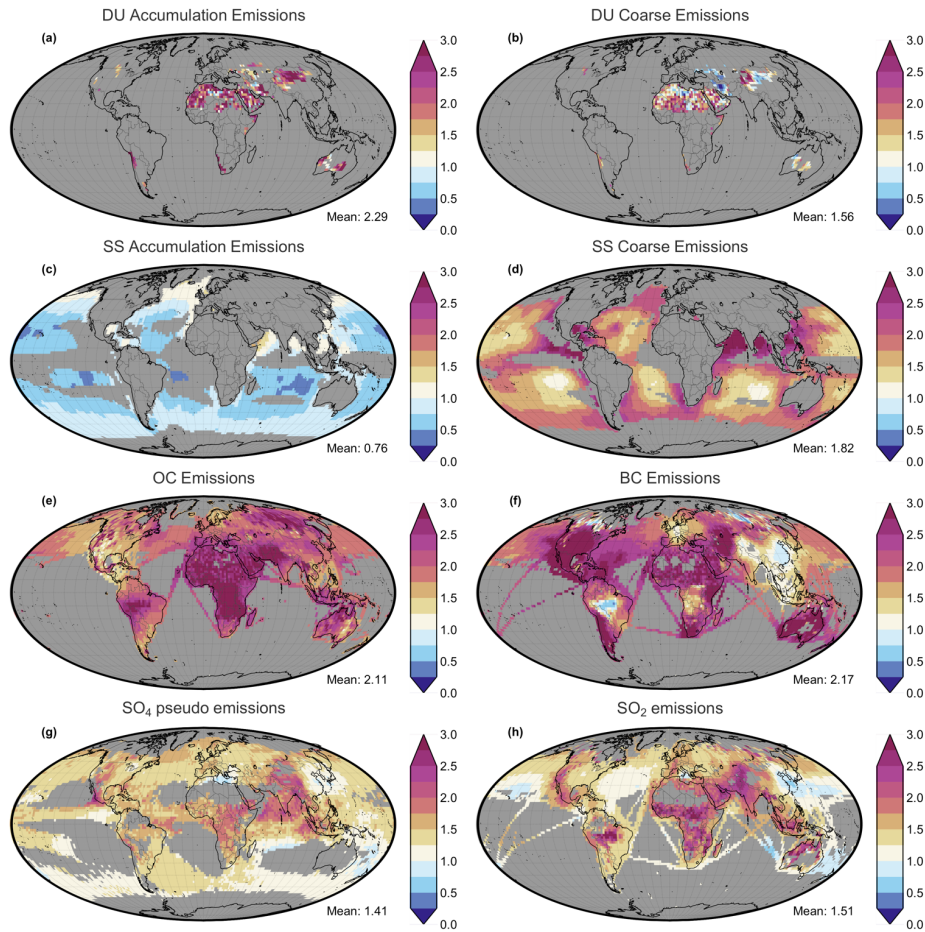 DU Accumulation Emissions
(a)
3.0
2.5
2.0
1.5
1.0
0.5
0.0
Mean: 2.29
DU Coarse Emissions
(b)
3.0
2.5
2.0
1.5
1.0
0.5
0.0
Mean: 1.56
SS Accumulation Emissions
(c)
3.0
2.5
2.0
1.5
1.0
0.5
0.0
Mean: 0.76
SS Coarse Emissions
(d)
3.0
2.5
2.0
1.5
1.0
0.5
0.0
Mean: 1.82
OC Emissions
(e)
3.0
2.5
2.0
1.5
1.0
0.5
0.0
Mean: 2.11
BC Emissions
(f)
3.0
2.5
2.0
1.5
1.0
0.5
0.0
Mean: 2.17
SO₄ pseudo emissions
(g)
3.0
2.5
2.0
1.5
1.0
0.5
0.0
Mean: 1.41
SO₂ emissions
(h)
3.0
2.5
2.0
1.5
1.0
0.5
0.0
Mean: 1.51